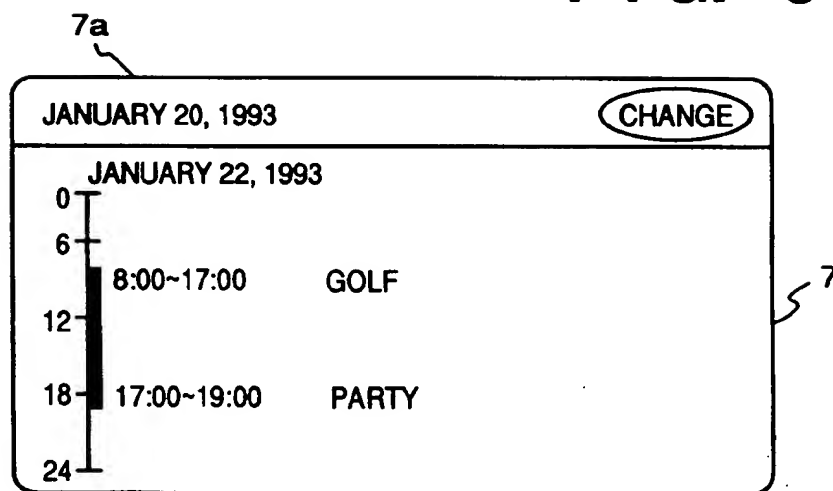 7a
JANUARY 20, 1993 CHANGE
JANUARY 22, 1993
0
6
8:00~17:00 GOLF
7
12
18 17:00~19:00 PARTY
24